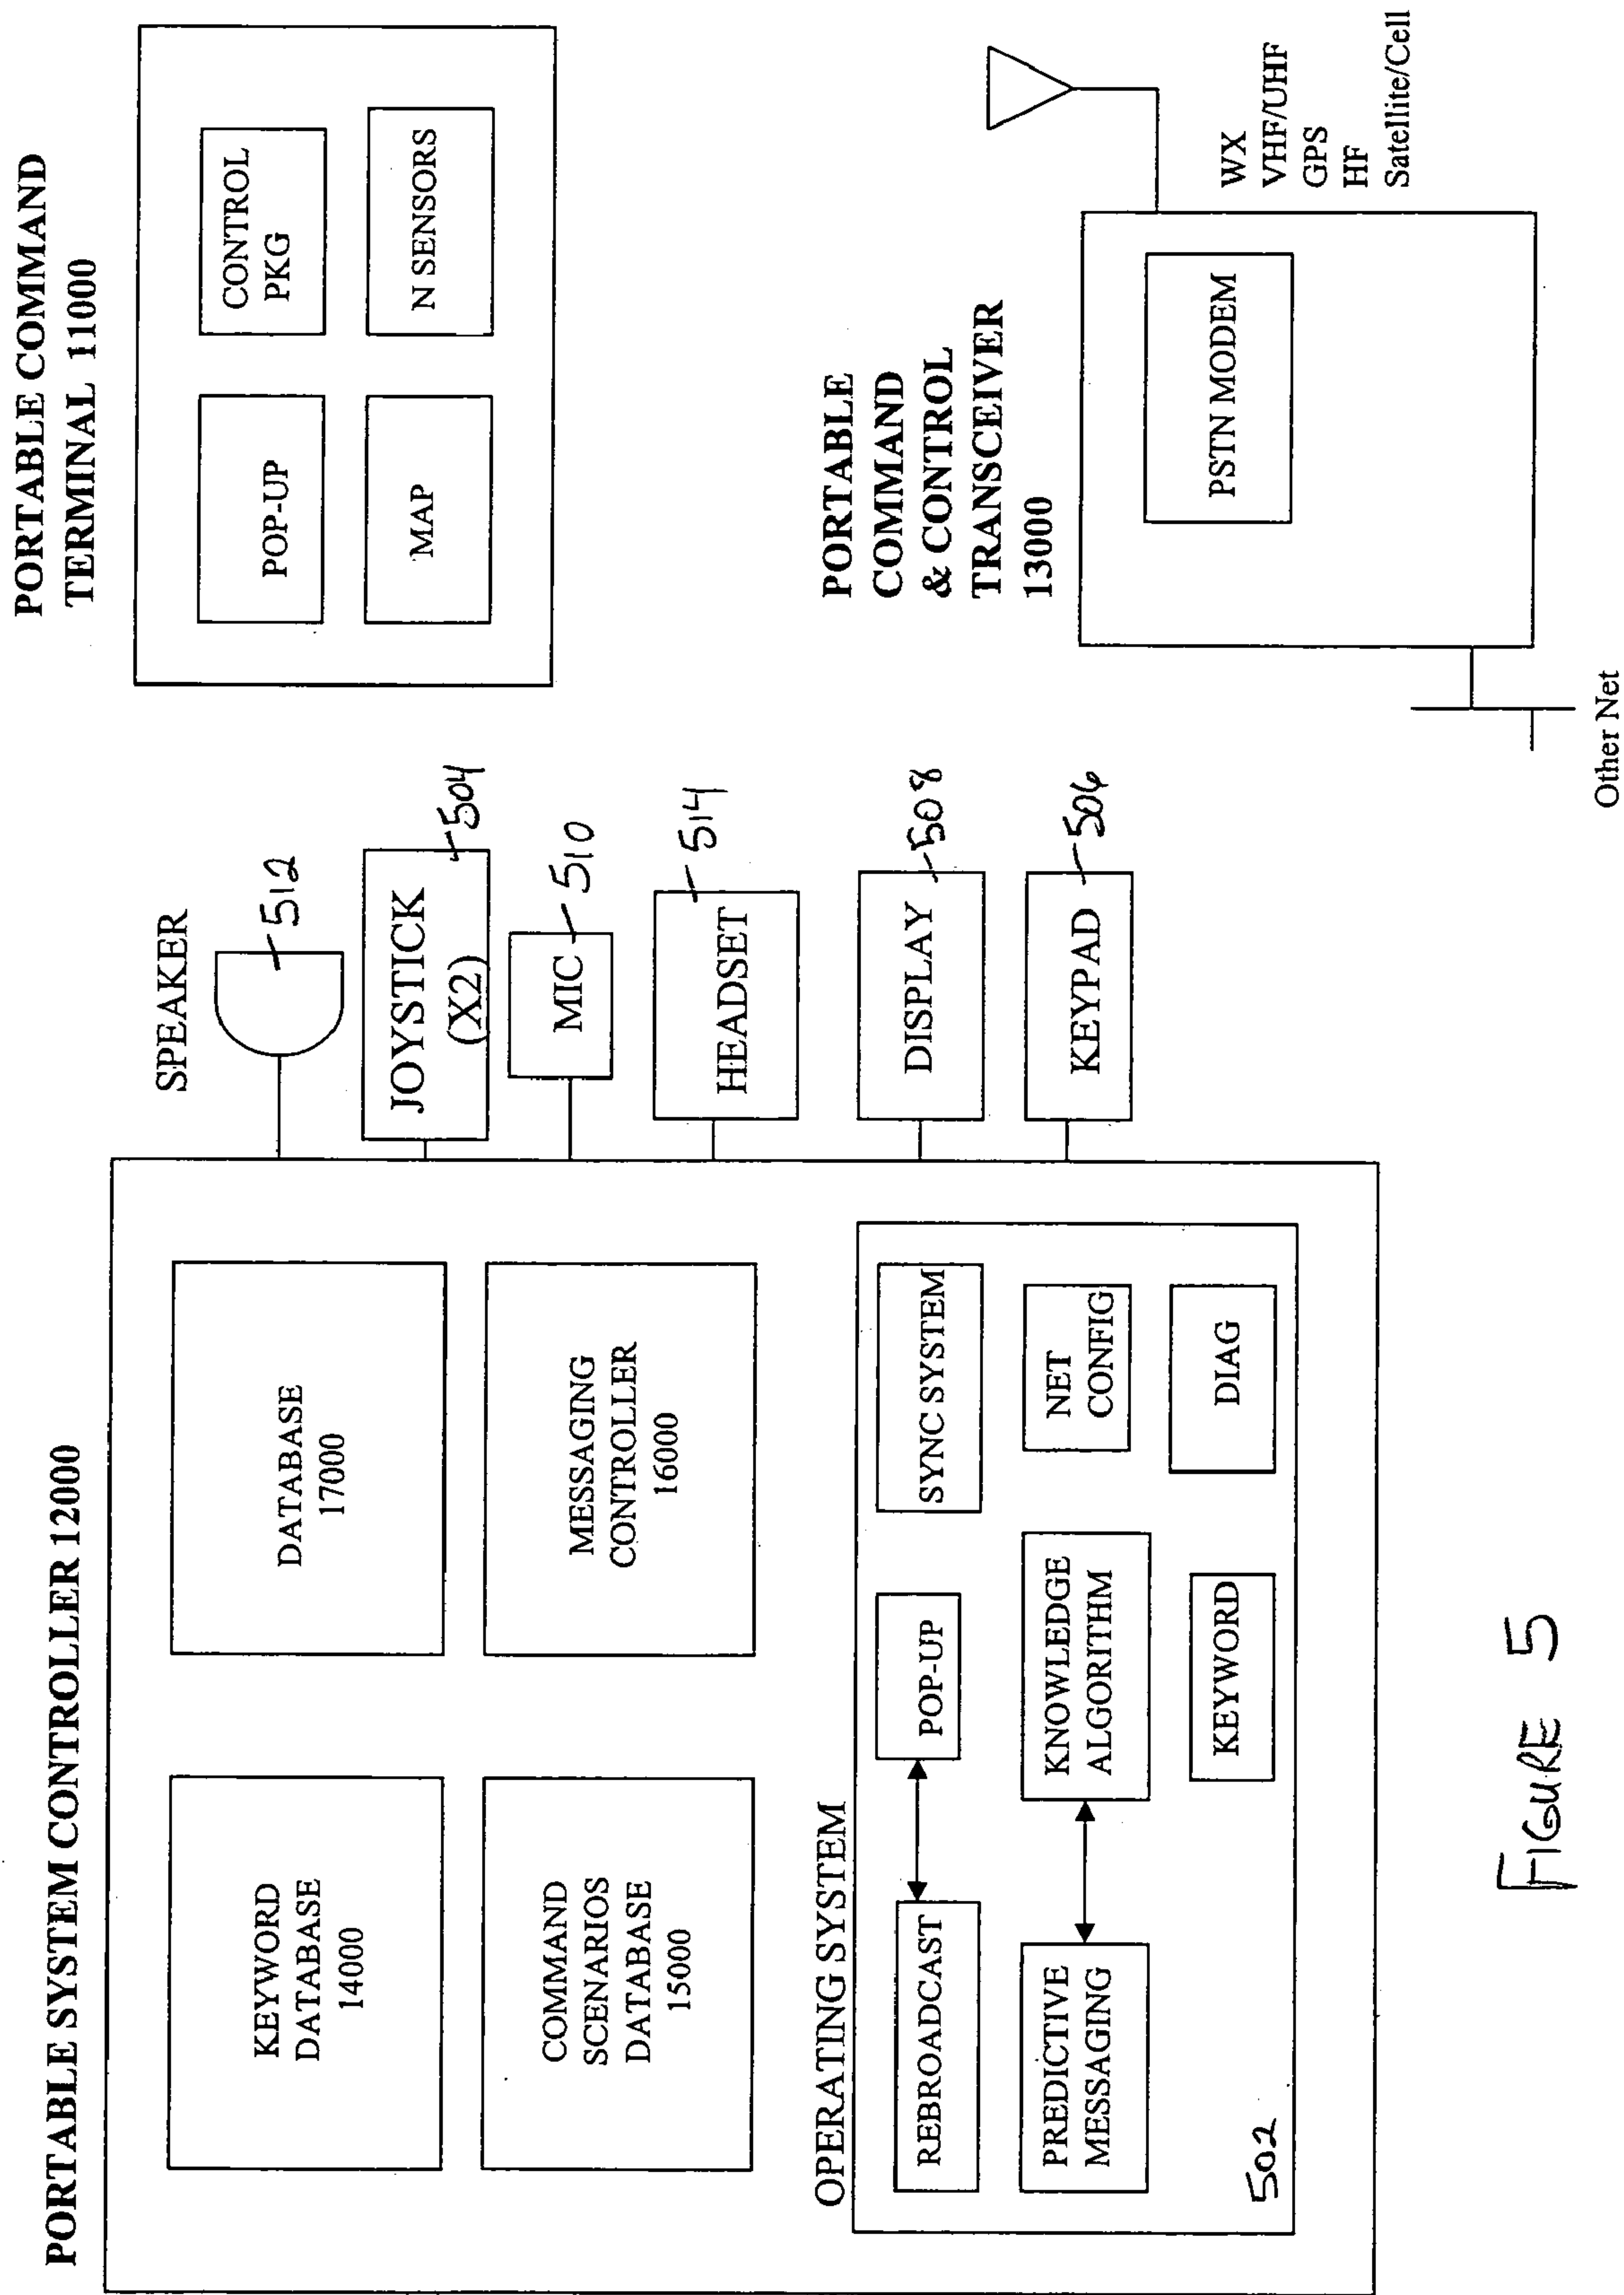 PORTABLE SYSTEM CONTROLLER 12000
KEYWORD
DATABASE
14000
DATABASE
17000
COMMAND
SCENARIOS
DATABASE
15000
MESSAGING
CONTROLLER
16000
OPERATING SYSTEM
REBROADCAST
POP-UP
SYNC SYSTEM
PREDICTIVE
MESSAGING
KNOWLEDGE
ALGORITHM
NET
CONFIG
KEYWORD
DIAG
502
SPEAKER
512
JOYSTICK
(X2)
504
MIC
510
HEADSET
514
DISPLAY
508
KEYPAD
506
PORTABLE COMMAND
TERMINAL 11000
POP-UP
CONTROL
PKG
MAP
N SENSORS
PORTABLE
COMMAND
& CONTROL
TRANSCEIVER
13000
PSTN MODEM
WX
VHF/UHF
GPS
HF
Satellite/Cell
Other Net
FIGURE 5